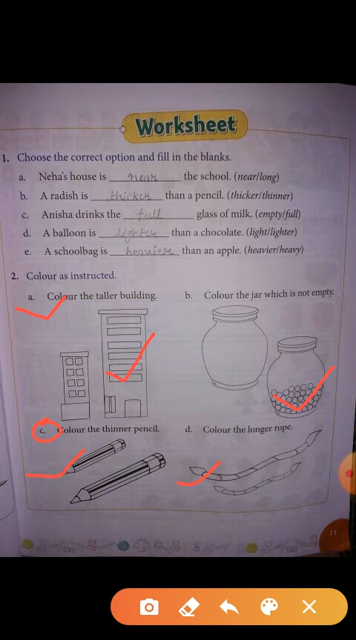 Worksheet
1. Choose the correct option and fill in the blanks.
a. Neha's house is near the school. (near/long)
b. A radish is thicker than a pencil. (thicker/thinner)
c. Anisha drinks the full glass of milk. (empty/full)
d. A balloon is lighter than a chocolate. (light/lighter)
e. A schoolbag is heavier than an apple. (heavier/heavy)
2. Colour as instructed.
a. Colour the taller building. b. Colour the jar which is not empty.
c. Colour the thinner pencil. d. Colour the longer rope.
11